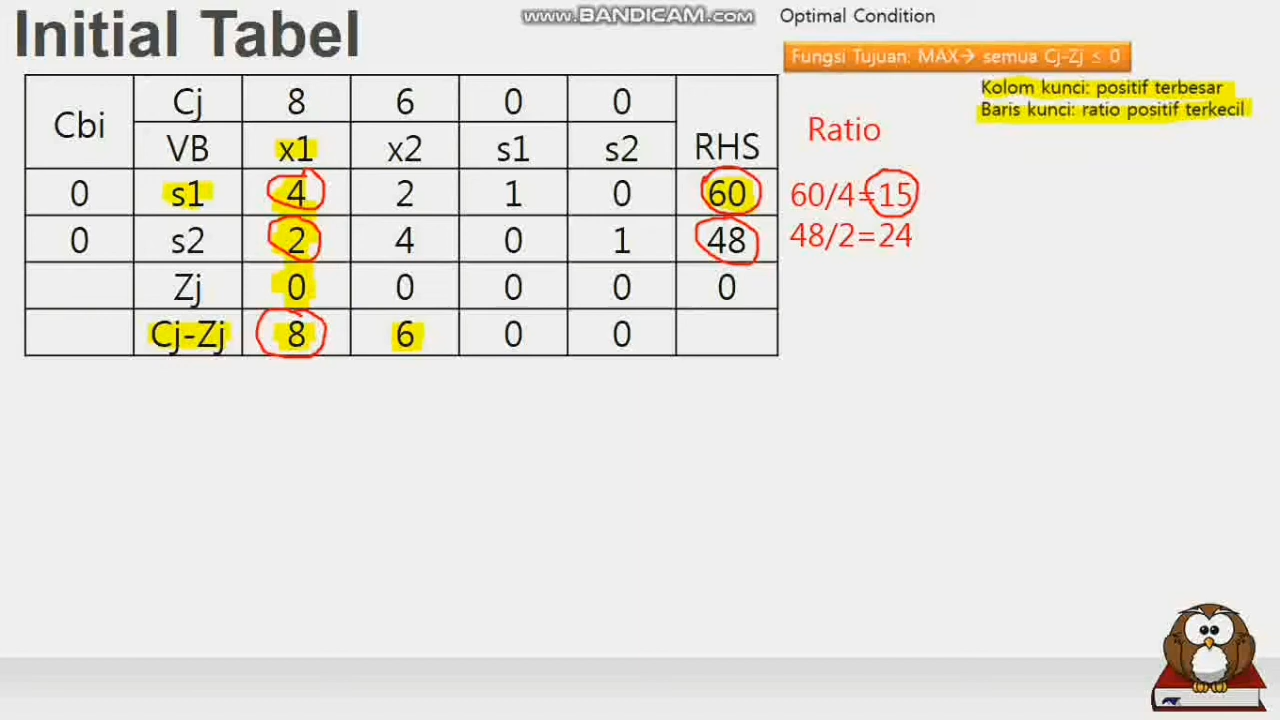 www.BANDICAM.com
Initial Tabel
Optimal Condition
Fungsi Tujuan: MAX→ semua Cj-Zj ≤ 0
Kolom kunci: positif terbesar
Baris kunci: ratio positif terkecil
Cbi Cj 8 6 0 0 RHS
VB x1 x2 s1 s2
Ratio
0 s1 4 2 1 0 60 60/4=15
0 s2 2 4 0 1 48 48/2=24
Zj 0 0 0 0 0
Cj-Zj 8 6 0 0